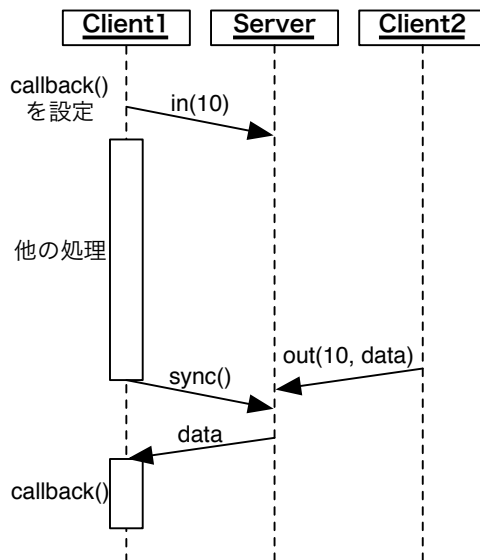 Client1 Server Client2
callback()
を設定
in(10)
他の処理
out(10, data)
sync()
data
callback()